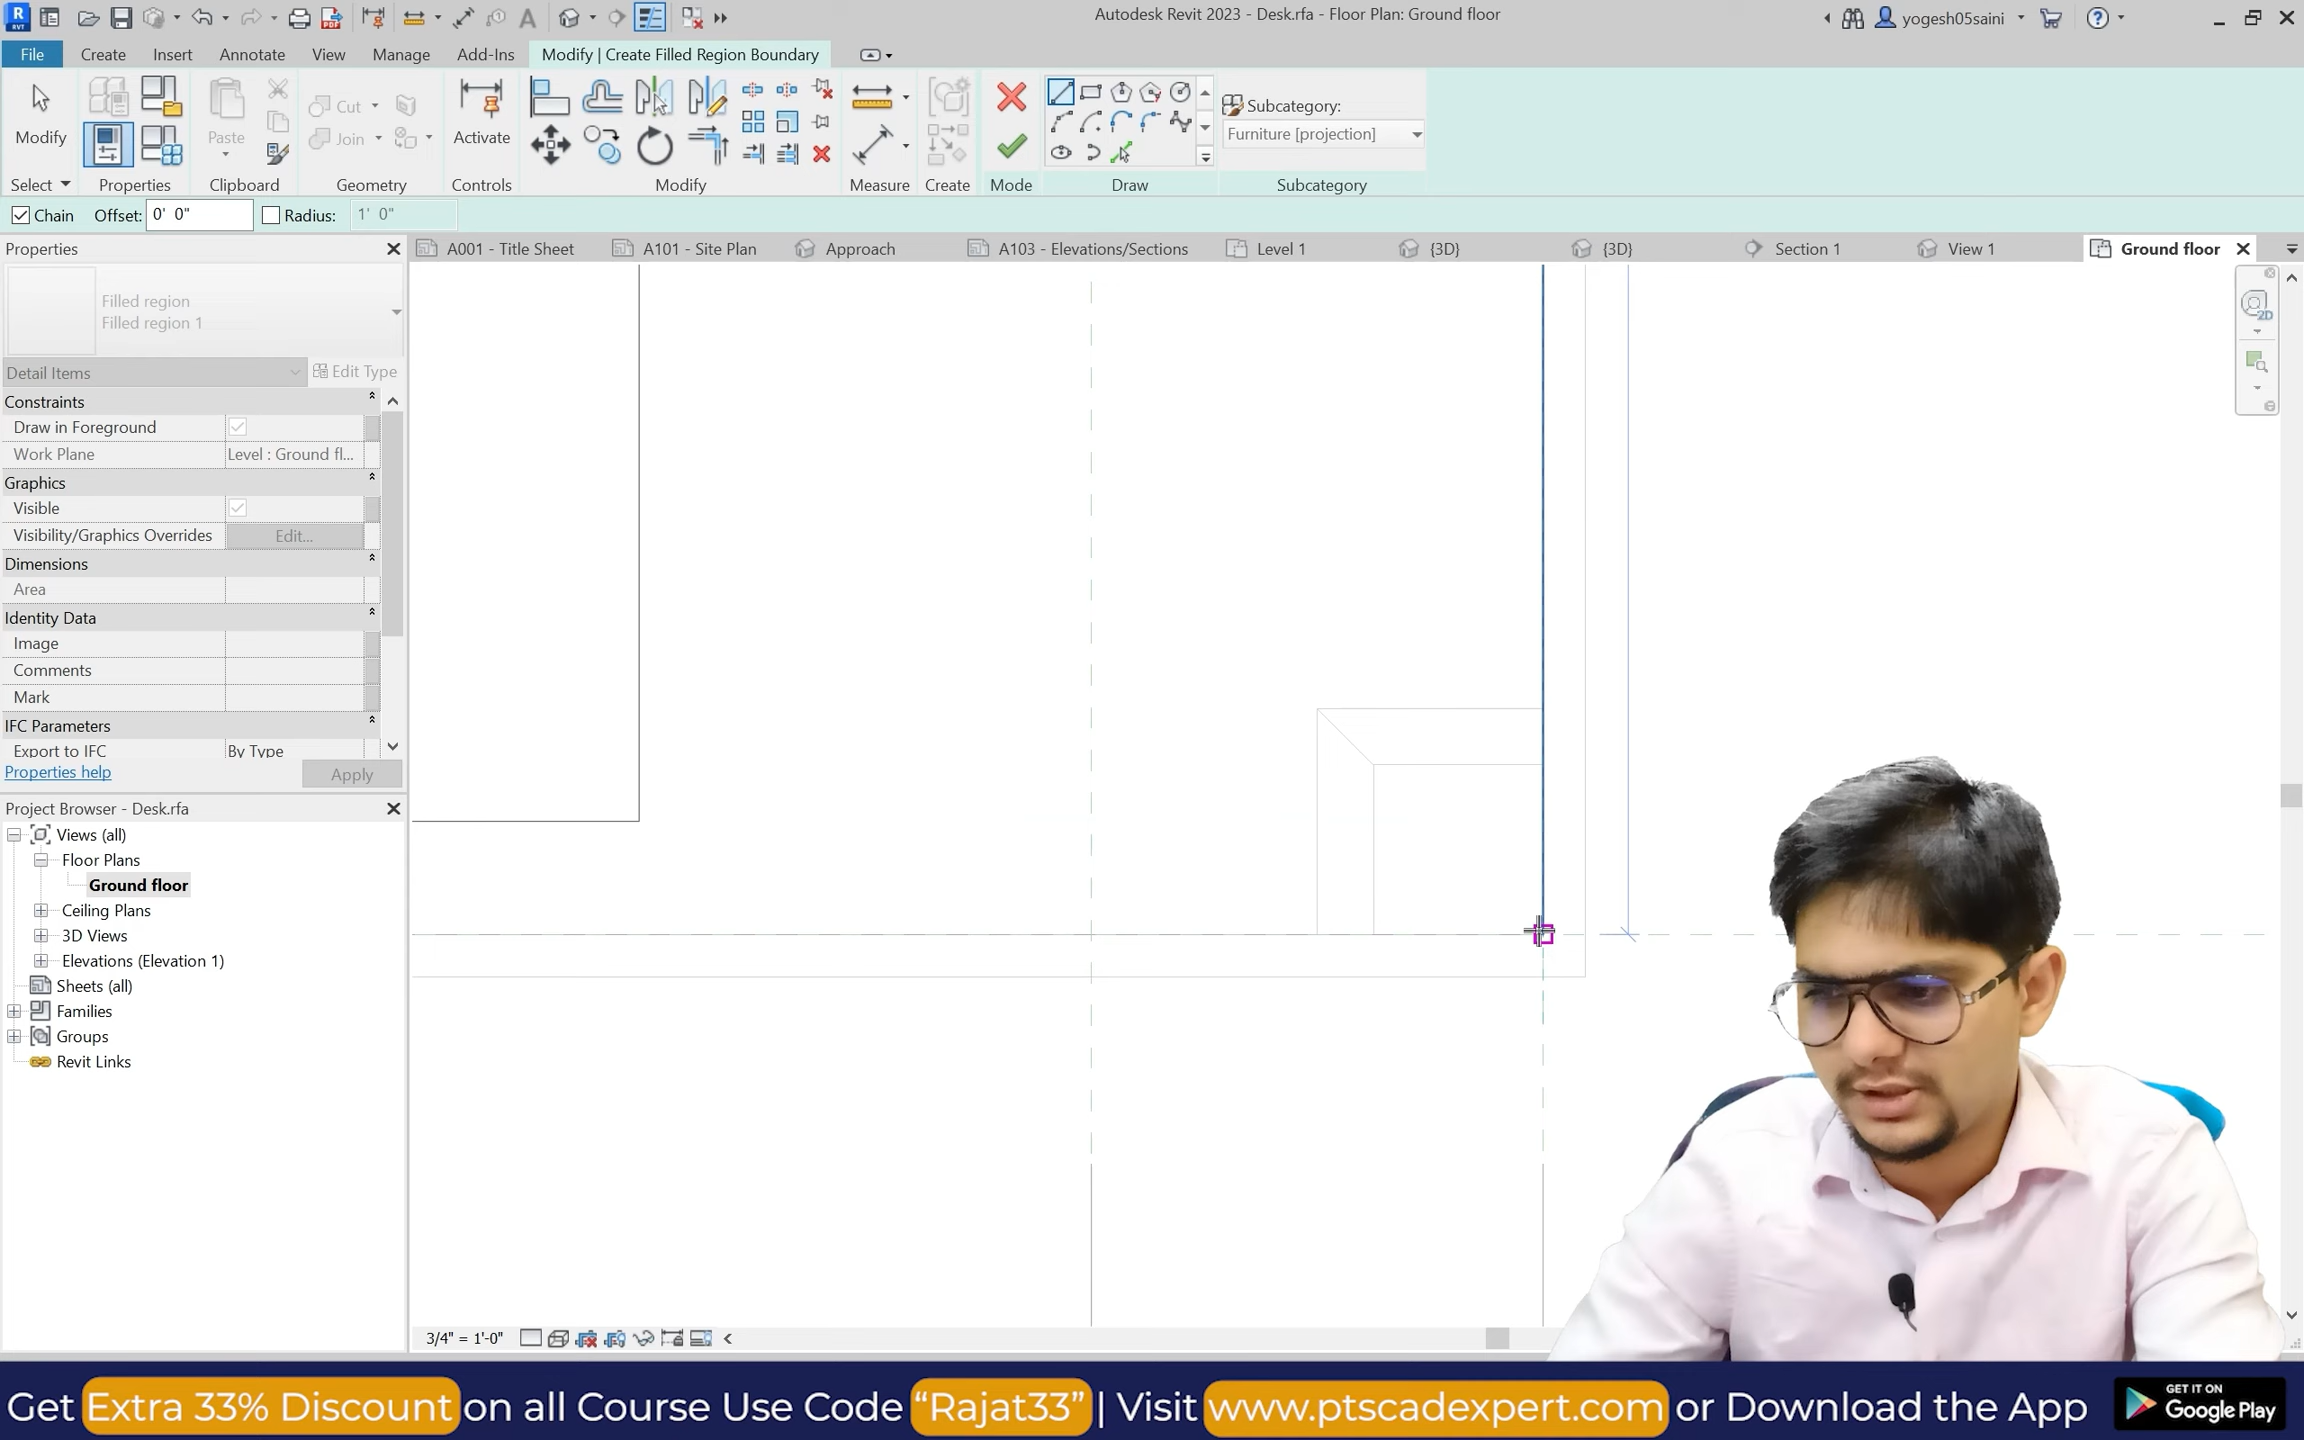 Autodesk Revit 2023 - Desk.rfa - Floor Plan: Ground floor
yogesh05saini
File Create Insert Annotate View Manage Add-Ins Modify | Create Filled Region Boundary
Modify Paste Cut Join Activate Subcategory:
Furniture [projection]
Select Properties Clipboard Geometry Controls Modify Measure Create Mode Draw Subcategory
Chain Offset: 0' 0" Radius: 1' 0"
Properties
A001 - Title Sheet A101 - Site Plan Approach A103 - Elevations/Sections Level 1 {3D} {3D} Section 1 View 1 Ground floor
Filled region
Filled region 1
Detail Items Edit Type
Constraints
Draw in Foreground
Work Plane Level : Ground fl...
Graphics
Visible
Visibility/Graphics Overrides Edit...
Dimensions
Area
Identity Data
Image
Comments
Mark
IFC Parameters
Export to IFC By Type
Properties help Apply
Project Browser - Desk.rfa
Views (all)
Floor Plans
Ground floor
Ceiling Plans
3D Views
Elevations (Elevation 1)
Sheets (all)
Families
Groups
Revit Links
3/4" = 1'-0"
Get Extra 33% Discount on all Course Use Code “Rajat33” | Visit www.ptscadexpert.com or Download the App
GET IT ON
Google Play